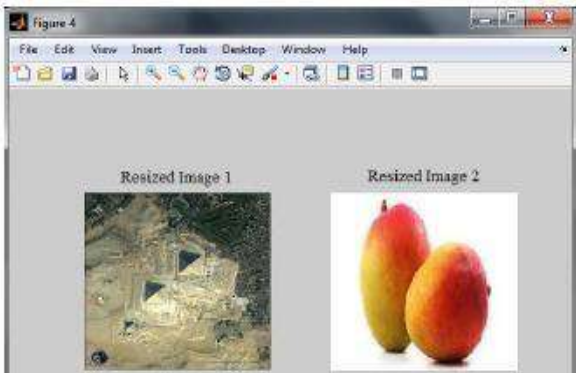 Figure 4
File Edit View Insert Tools Desktop Window Help
Resized Image 1
Resized Image 2